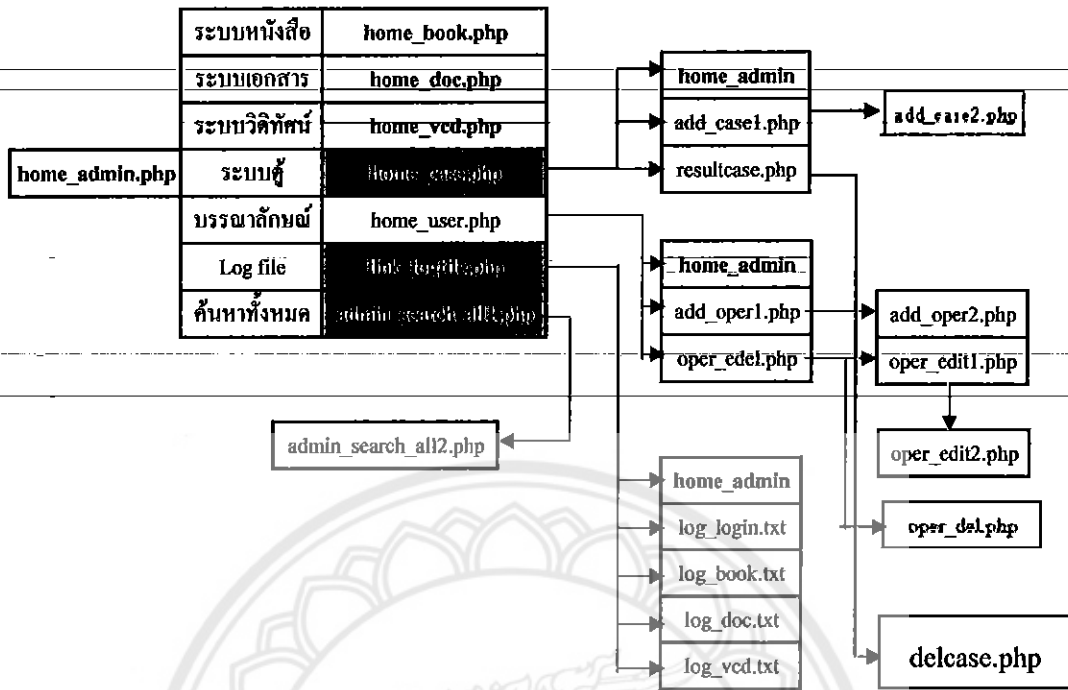 ระบบหนังสือ home_book.php
ระบบเอกสาร home_doc.php
ระบบวิดิทัศน์ home_vcd.php
home_admin.php ระบบตู้ home_case.php
บรรณาลักษณ์ home_user.php
Log file
ค้นหาทั้งหมด admin_search_all1.php
home_admin
add_case1.php
resultcase.php
add_case2.php
home_admin
add_oper1.php
oper_edel.php
add_oper2.php
oper_edit1.php
oper_edit2.php
oper_del.php
admin_search_all2.php
home_admin
log_login.txt
log_book.txt
log_doc.txt
log_vcd.txt
delcase.php